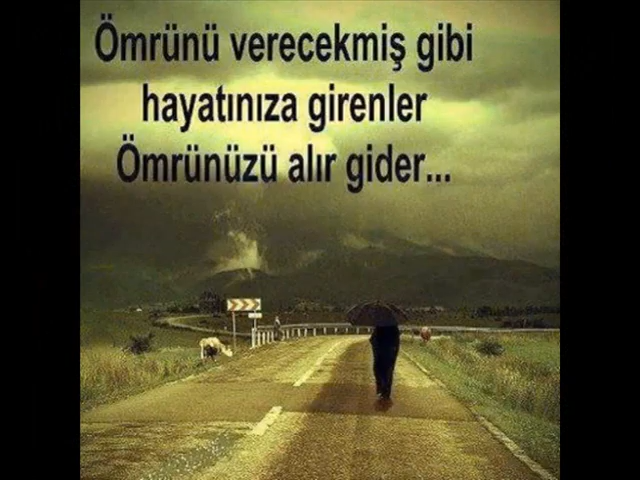 Ömrünü verecekmiş gibi
hayatınıza girenler
Ömrünüzü alır gider...